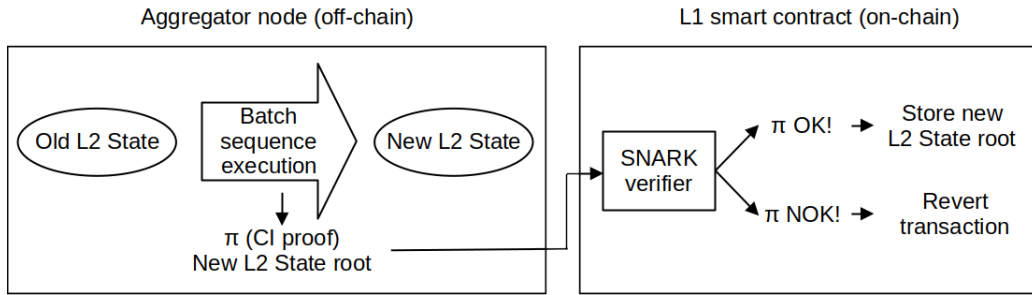 Aggregator node (off-chain)
L1 smart contract (on-chain)
Old L2 State
Batch
sequence
execution
New L2 State
π (CI proof)
New L2 State root
SNARK
verifier
π OK!
Store new
L2 State root
π NOK!
Revert
transaction